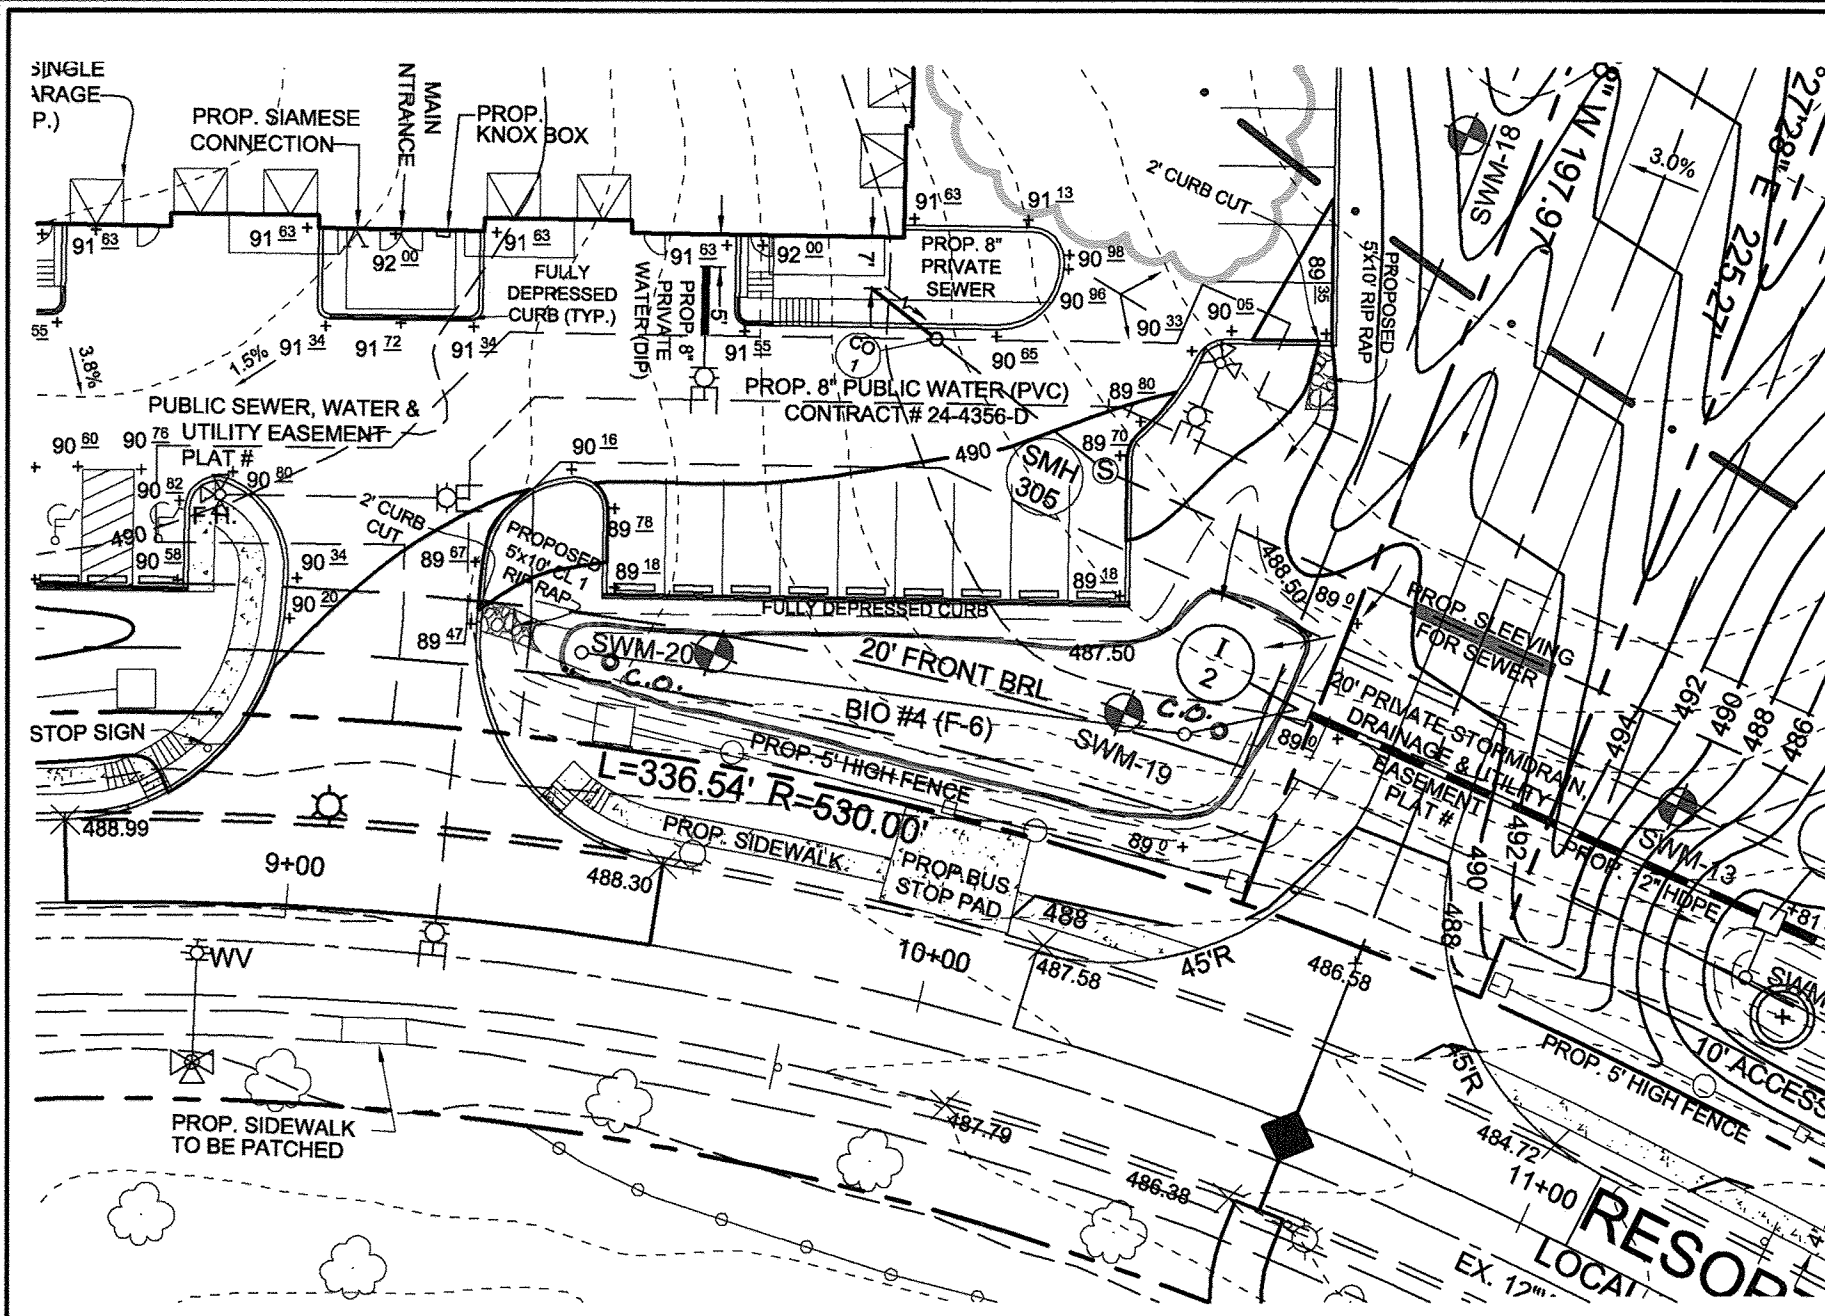 SINGLE
ARAGE
P.)
PROP. SIAMESE
CONNECTION
MAIN
NTRANCE
PROP.
KNOX BOX
91 63
91 63
92 00
91 63
91 63
92 00
91 63
91 13
FULLY
DEPRESSED
CURB (TYP.)
PROP. 8"
PRIVATE
WATER(DIP)
5'
7'
PROP. 8"
PRIVATE
SEWER
90 98
90 96
90 33
90 05
89 35
2' CURB CUT
PROPOSED
5'x10' RIP RAP
SWM-18
8" W 197.97'
3.0%
27'28" E 225.27'
55
3.8%
1.5%
91 34
91 72
91 34
91 55
CO
1
90 65
PROP. 8" PUBLIC WATER (PVC)
CONTRACT # 24-4356-D
89 80
89 70
PUBLIC SEWER, WATER &
UTILITY EASEMENT
PLAT #
90 60
90 76
90 80
90 82
F.H.
490
90 58
90 34
90 20
2' CURB
CUT
90 16
490
SMH
305
S
89 78
89 67
PROPOSED
5'x10' CL 1
RIP RAP
89 18
89 18
FULLY DEPRESSED CURB
89 47
488.50
89 0
PROP. SLEEVING
FOR SEWER
SWM-20
C.O.
20' FRONT BRL
487.50
I
2
BIO #4 (F-6)
C.O.
SWM-19
89 0
20' PRIVATE STORMDRAIN,
DRAINAGE & UTILITY
EASEMENT
PLAT #
494
492
490
488
486
STOP SIGN
PROP. 5' HIGH FENCE
L=336.54' R=530.00'
PROP. SIDEWALK
488.99
9+00
488.30
PROP.BUS
STOP PAD
89 0
488
490
492
488
PROP. 12" HDPE
SWM-13
+81
SWM
WV
10+00
487.58
45'R
486.58
45'R
PROP. 5' HIGH FENCE
10' ACCESS
PROP. SIDEWALK
TO BE PATCHED
487.79
486.38
484.72
11+00
RESOR
LOCAL
EX. 12"W